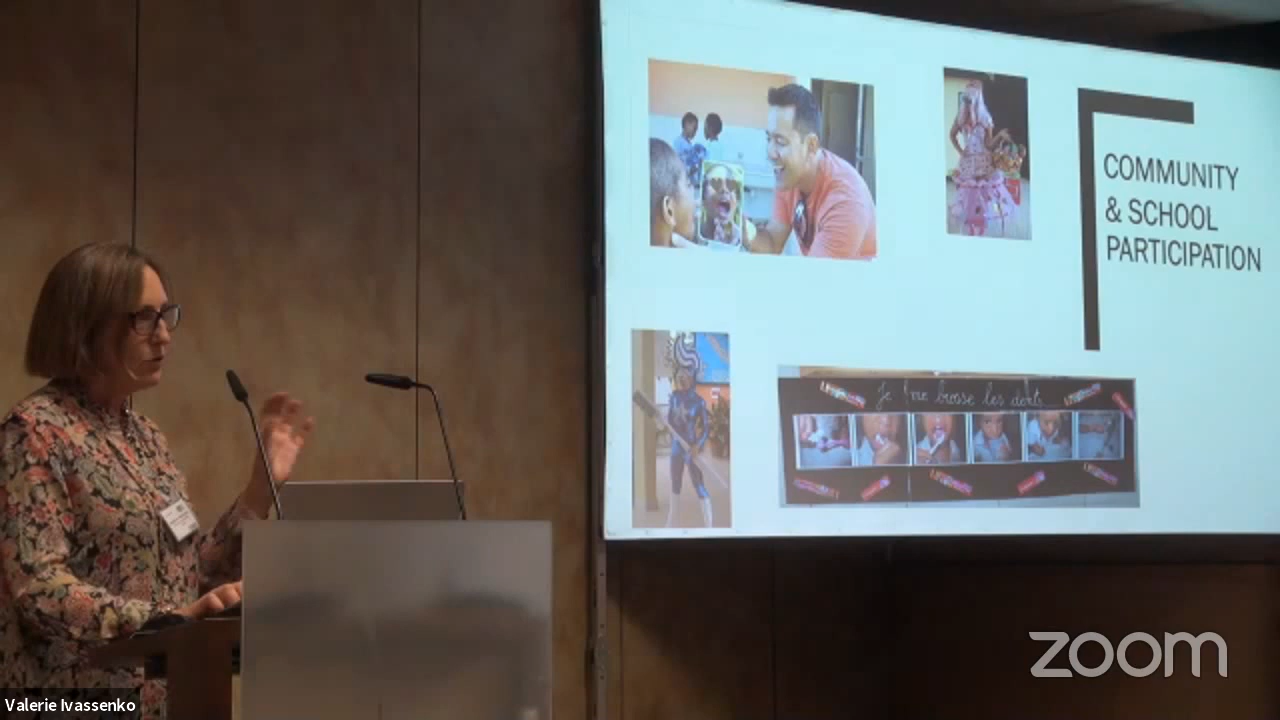 COMMUNITY
& SCHOOL
PARTICIPATION
Je me brosse les dents
zoom
Valerie Ivassenko